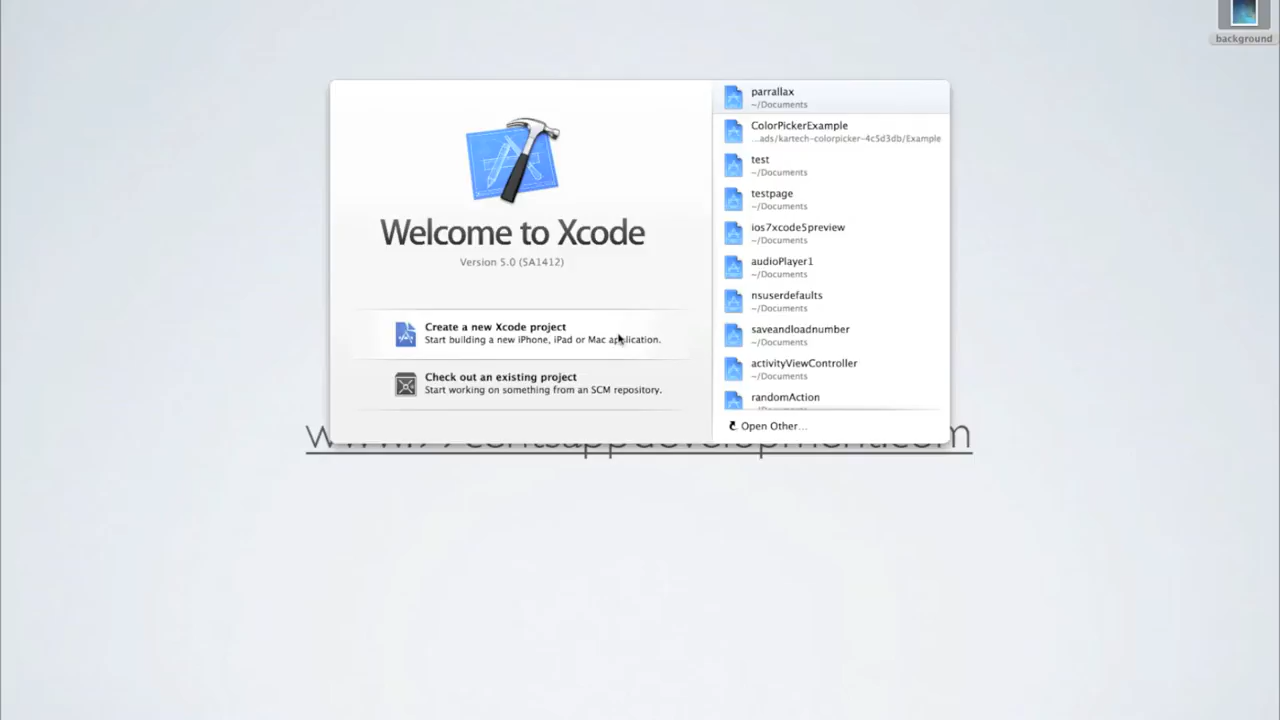 background
Welcome to Xcode
Version 5.0 (5A1412)
Create a new Xcode project
Start building a new iPhone, iPad or Mac application.
Check out an existing project
Start working on something from an SCM repository.
parrallax
~/Documents
ColorPickerExample
...ads/kartech-colorpicker-4c5d3db/Example
test
~/Documents
testpage
~/Documents
ios7xcode5preview
~/Documents
audioPlayer1
~/Documents
nsuserdefaults
~/Documents
saveandloadnumber
~/Documents
activityViewController
~/Documents
randomAction
Open Other...